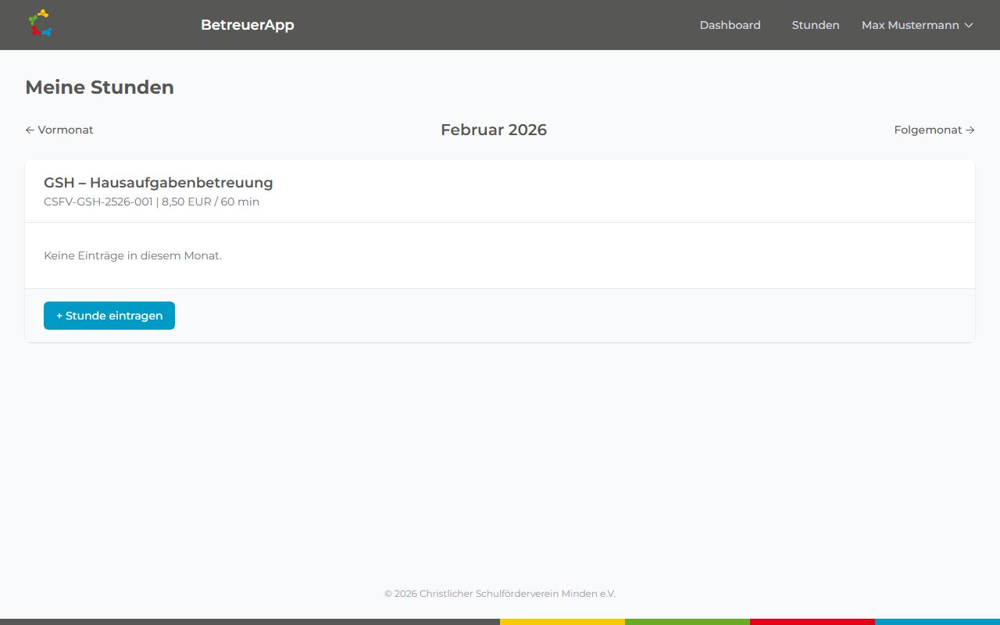 BetreuerApp
Dashboard
Stunden
Max Mustermann
Meine Stunden
← Vormonat
Februar 2026
Folgemonat →
GSH – Hausaufgabenbetreuung
CSFV-GSH-2526-001 | 8,50 EUR / 60 min
Keine Einträge in diesem Monat.
+ Stunde eintragen
© 2026 Christlicher Schulförderverein Minden e.V.